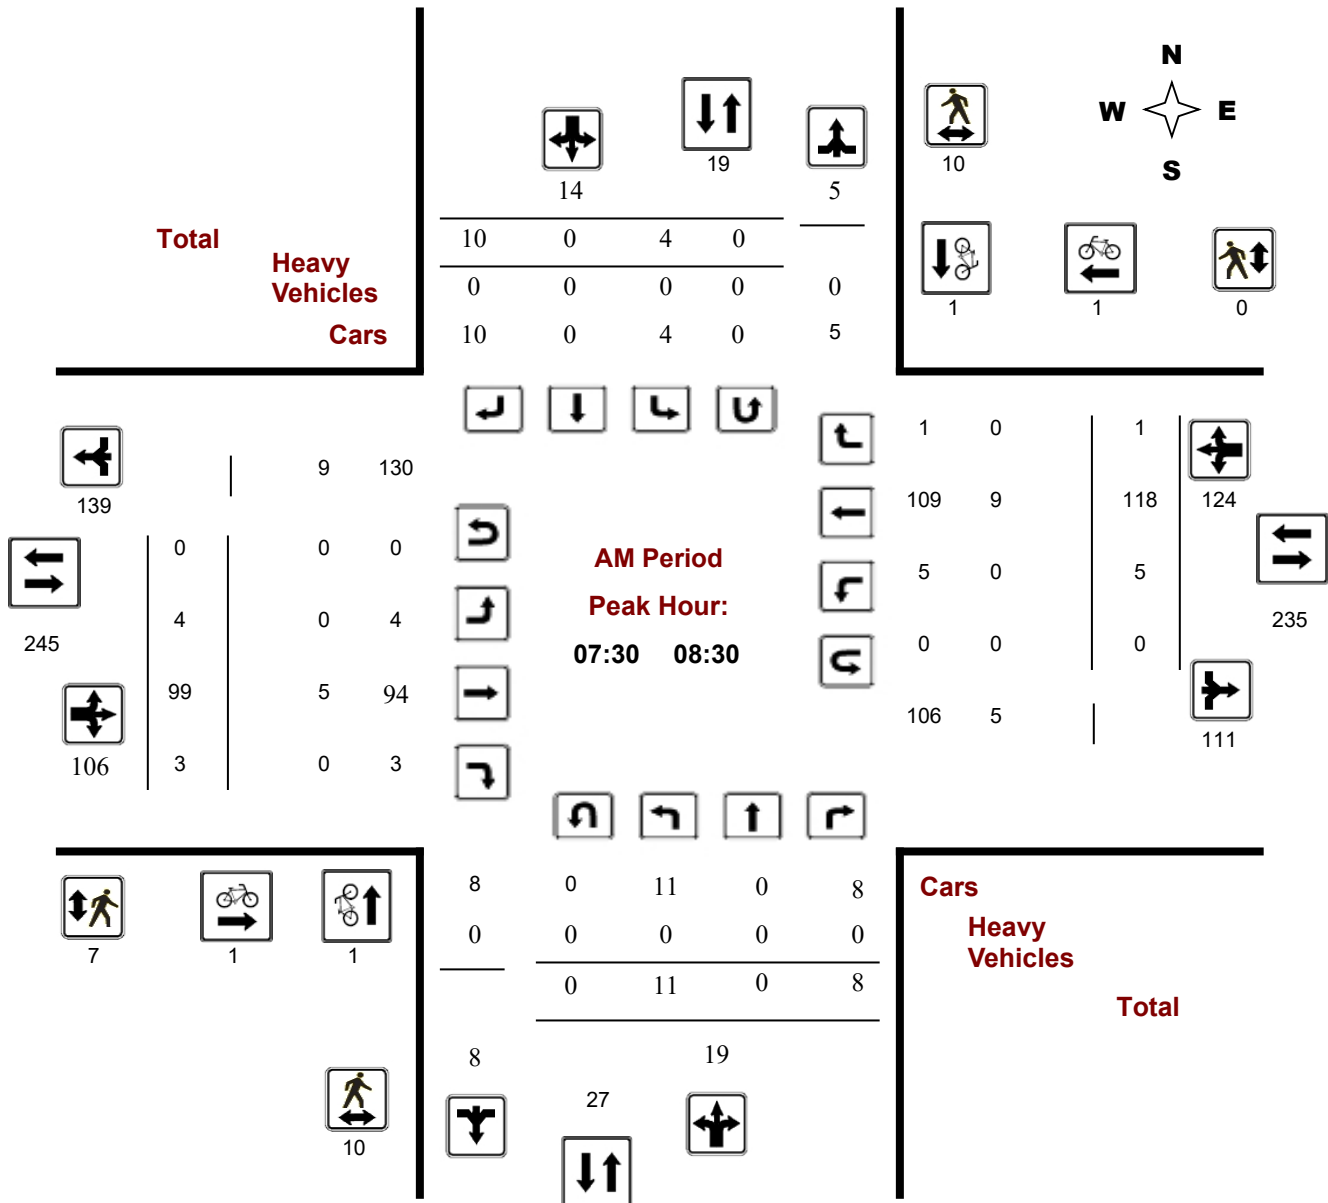 N
W E
S
19
10
14 5
Total
10 0 4 0
Heavy
Vehicles
0 0 0 0 0
1 1 0
Cars
10 0 4 0 5
1 0 1
9 130
139
109 9 118 124
0 0 0
AM Period
5 0 5
4 0 4
Peak Hour:
235
245
07:30 08:30
0 0 0
99 5 94
106 5
111
106 3 0 3
8 0 11 0 8
Cars
0 0 0 0 0
Heavy
Vehicles
7 1 1
0 11 0 8
Total
8 19
27
10